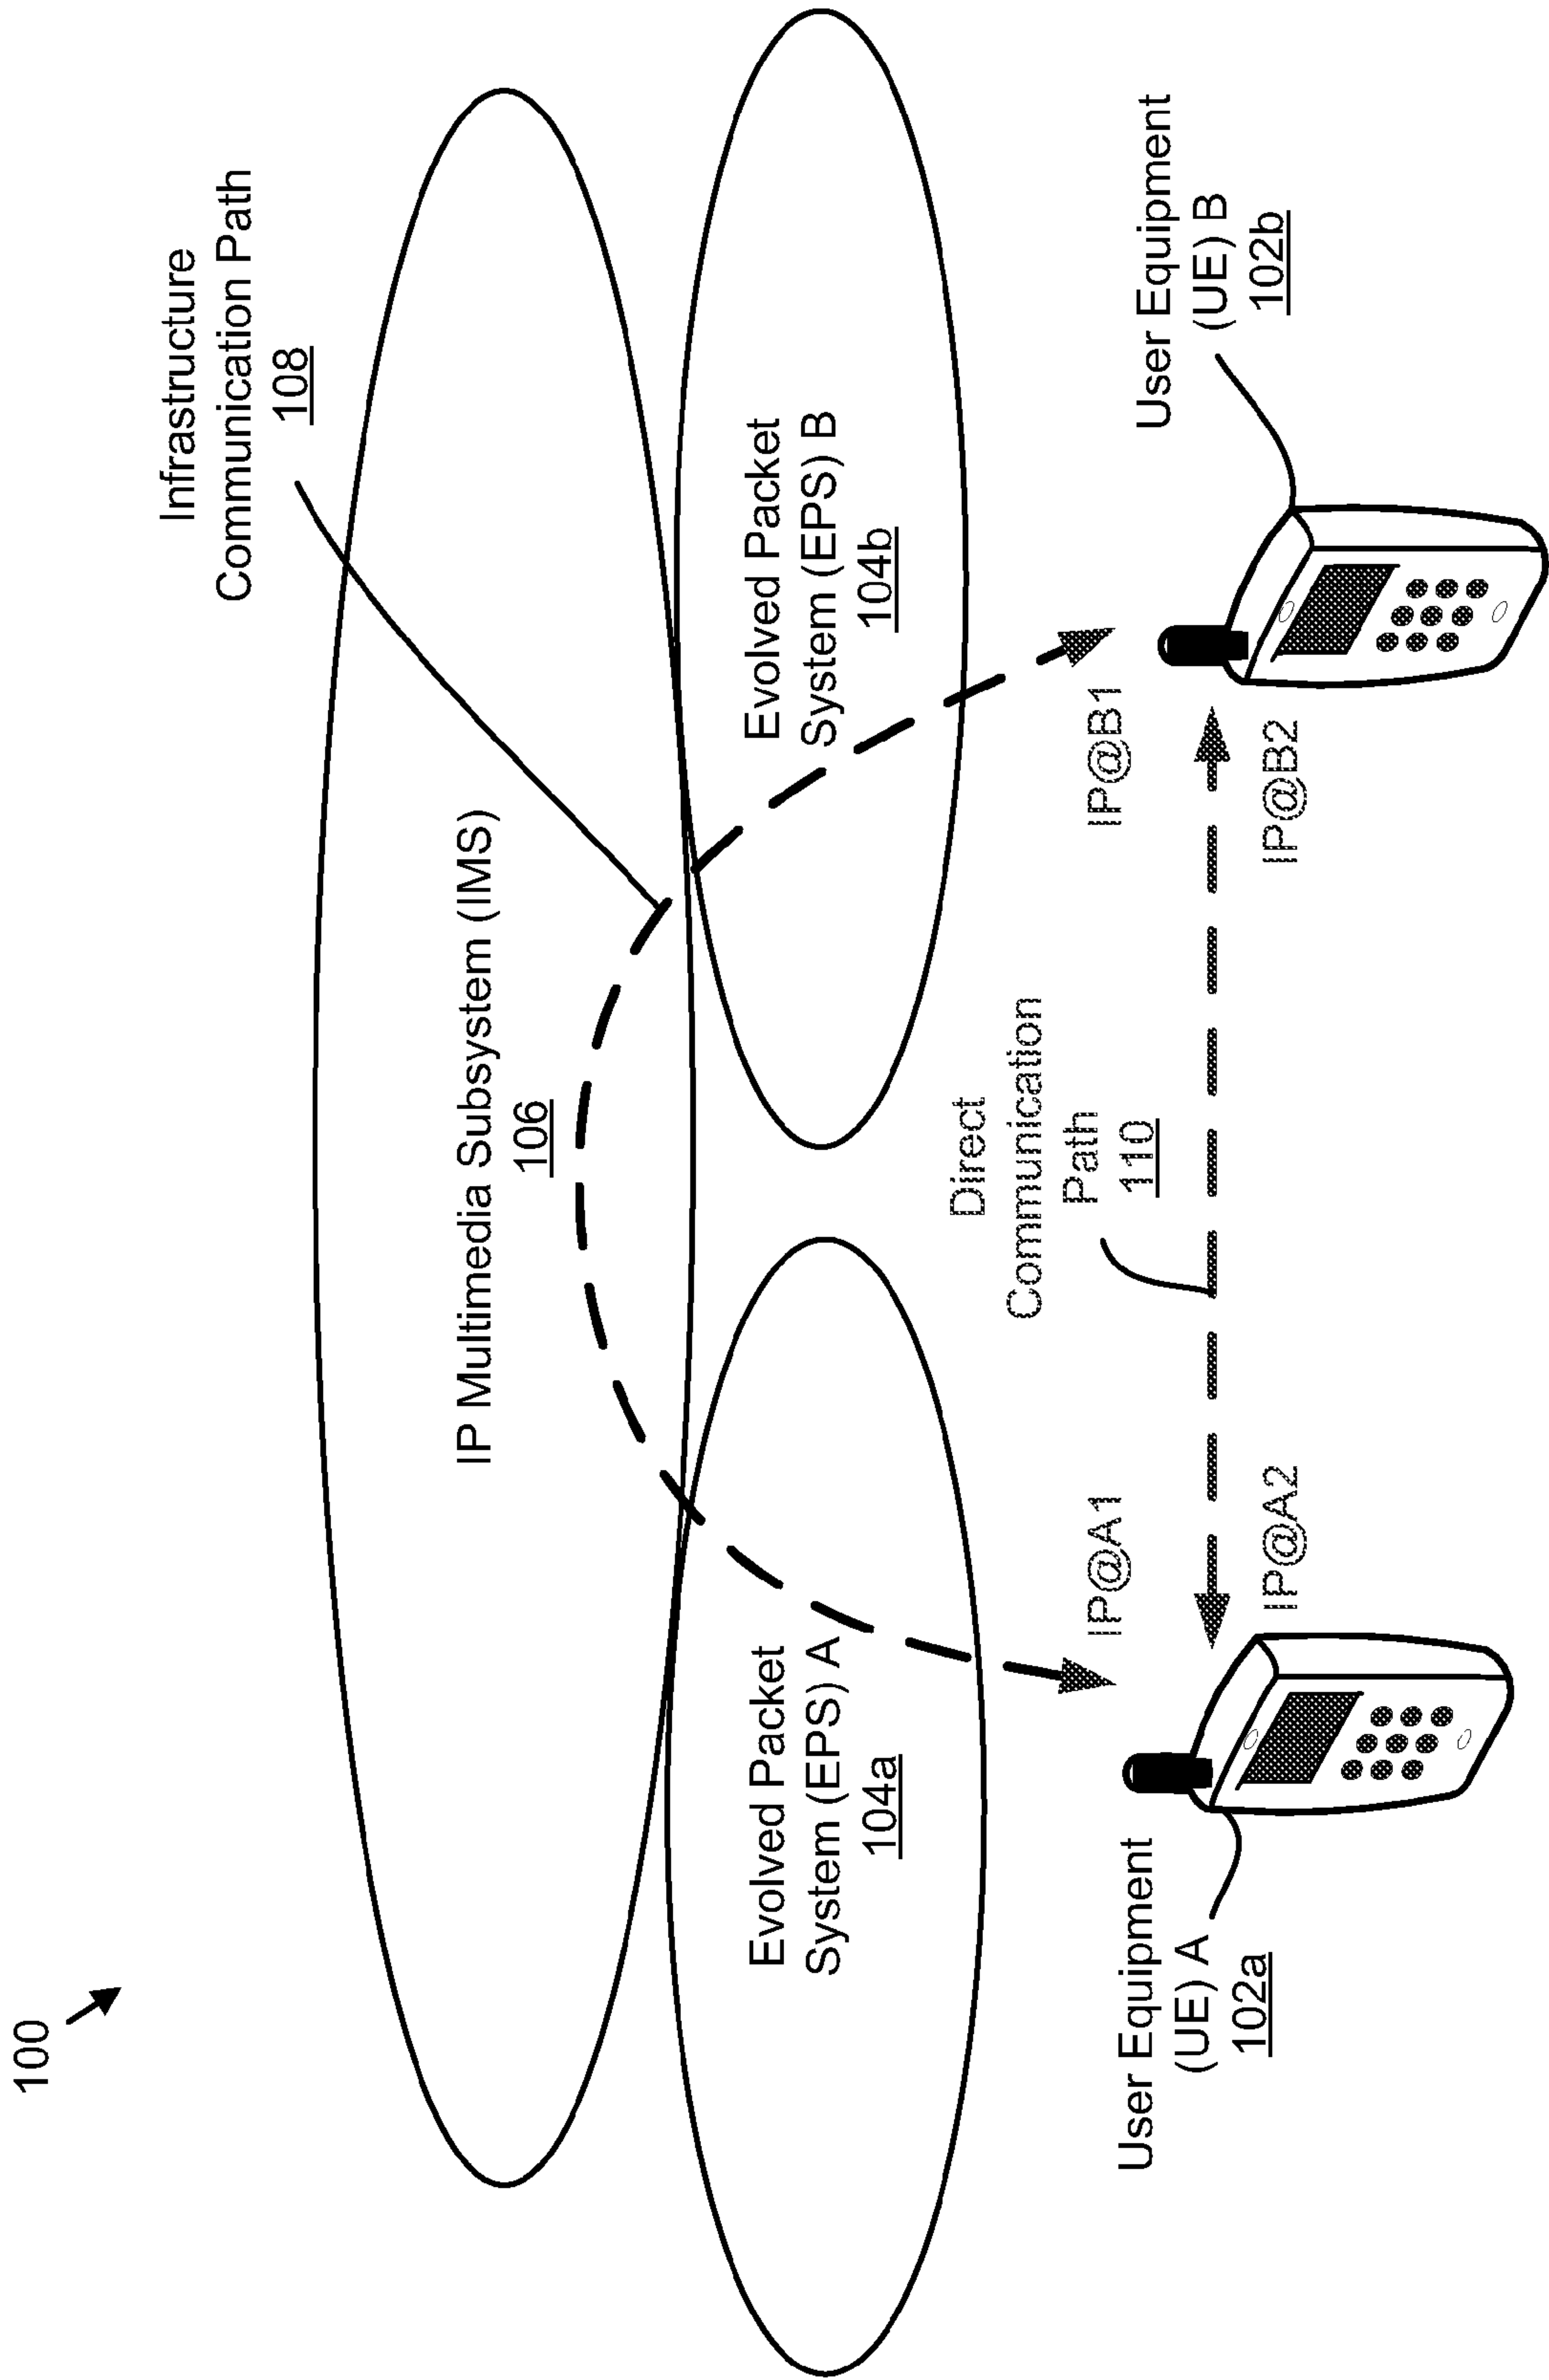 100
Infrastructure
Communication Path
108
IP Multimedia Subsystem (IMS)
106
Evolved Packet
System (EPS) A
104a
Evolved Packet
System (EPS) B
104b
Direct
Communication
Path
110
IP@A1
IP@A2
IP@B1
IP@B2
User Equipment
(UE) A
102a
User Equipment
(UE) B
102b